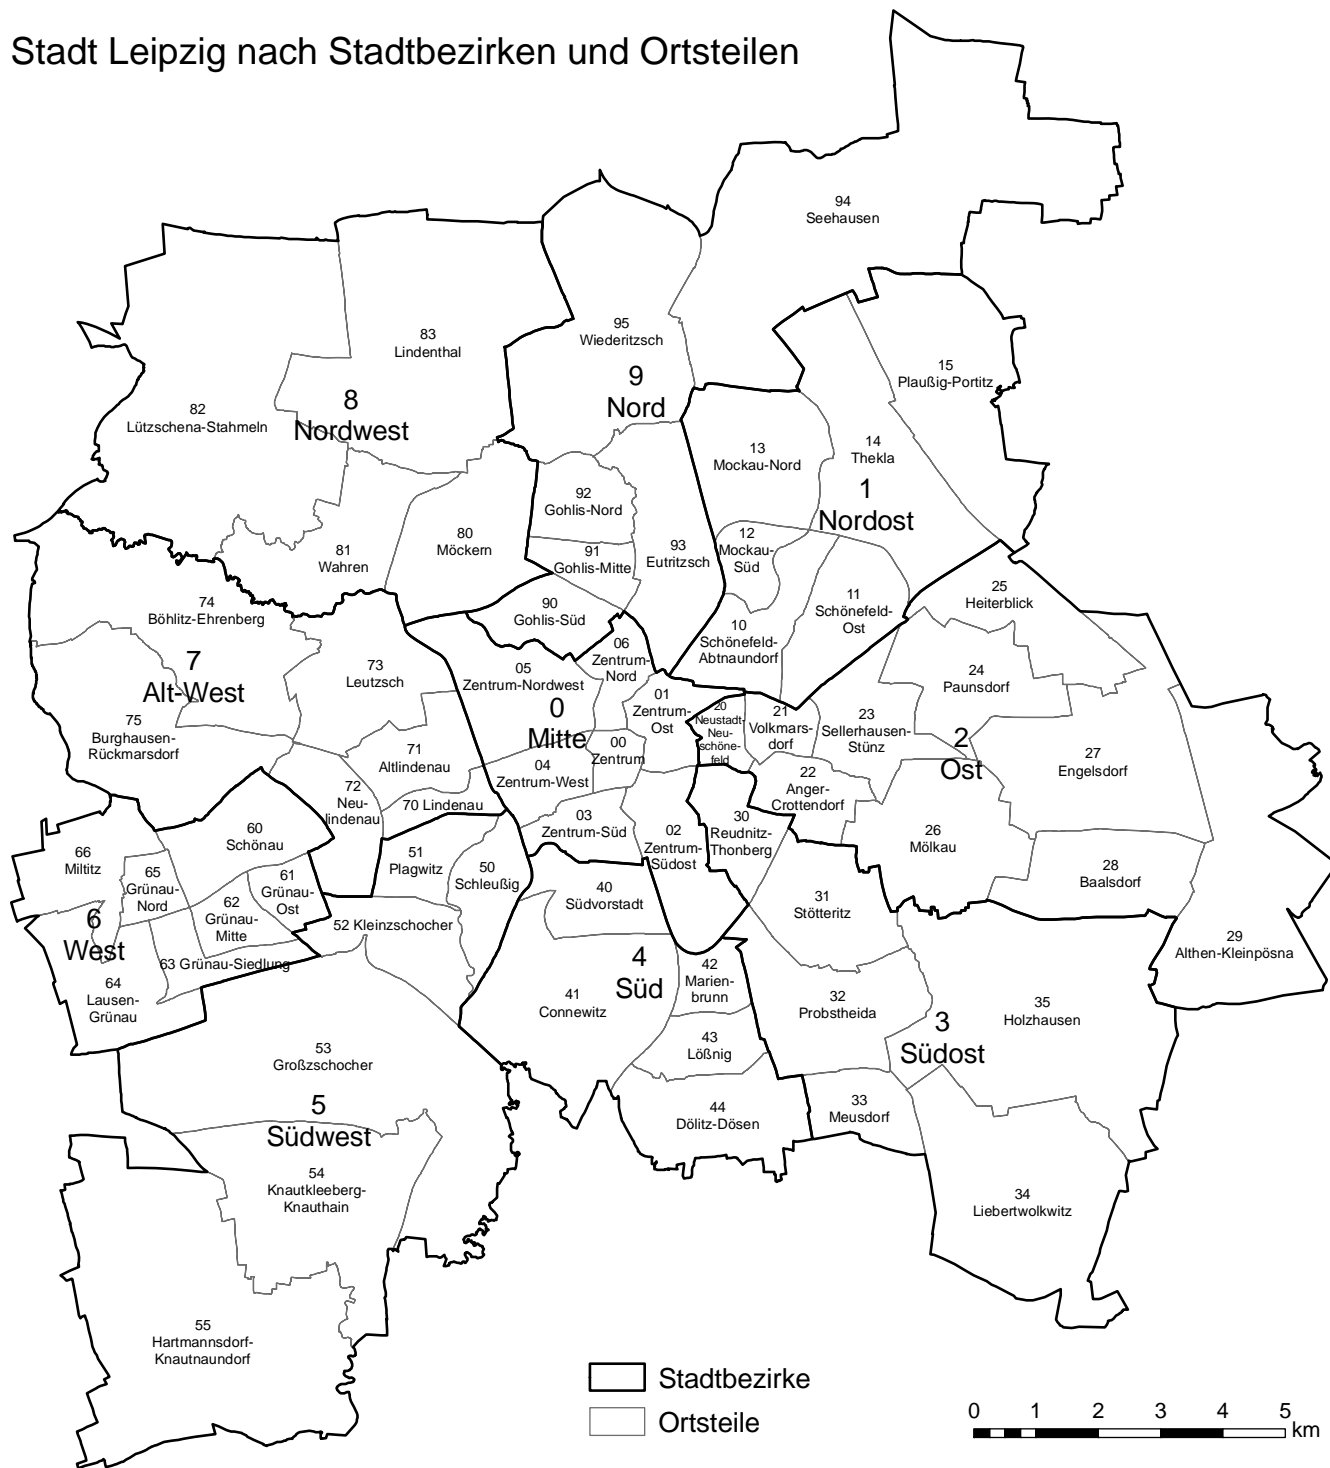 Stadt Leipzig nach Stadtbezirken und Ortsteilen
94
Seehausen
95
Wiederitzsch
83
Lindenthal
15
Plaußig-Portitz
9
Nord
8
Nordwest
82
Lützschena-Stahmeln
13
Mockau-Nord
14
Thekla
1
Nordost
92
Gohlis-Nord
80
Möckern
81
Wahren
91
Gohlis-Mitte
93
Eutritzsch
12
Mockau-
Süd
11
Schönefeld-
Ost
25
Heiterblick
90
Gohlis-Süd
10
Schönefeld-
Abtnaundorf
74
Böhlitz-Ehrenberg
7
Alt-West
73
Leutzsch
05
Zentrum-Nordwest
06
Zentrum-
Nord
01
Zentrum-
Ost
24
Paunsdorf
0
Mitte
20
Neustadt-
Neu-
schöne-
feld
21
Volkmars-
dorf
23
Sellerhausen-
Stünz
2
Ost
75
Burghausen-
Rückmarsdorf
71
Altlindenau
00
Zentrum
04
Zentrum-West
27
Engelsdorf
22
Anger-
Crottendorf
72
Neu-
lindenau
70 Lindenau
03
Zentrum-Süd
02
Zentrum-
Südost
30
Reudnitz-
Thonberg
26
Mölkau
60
Schönau
66
Miltitz
65
Grünau-
Nord
61
Grünau-
Ost
51
Plagwitz
50
Schleußig
28
Baalsdorf
40
Südvorstadt
31
Stötteritz
62
Grünau-
Mitte
52 Kleinzschocher
6
West
63 Grünau-Siedlung
29
Althen-Kleinpösna
4
Süd
42
Marien-
brunn
64
Lausen-
Grünau
41
Connewitz
32
Probstheida
35
Holzhausen
3
Südost
43
Lößnig
53
Großzschocher
5
Südwest
44
Dölitz-Dösen
33
Meusdorf
54
Knautkleeberg-
Knauthain
34
Liebertwolkwitz
55
Hartmannsdorf-
Knautnaundorf
Stadtbezirke
Ortsteile
0 1 2 3 4 5
km